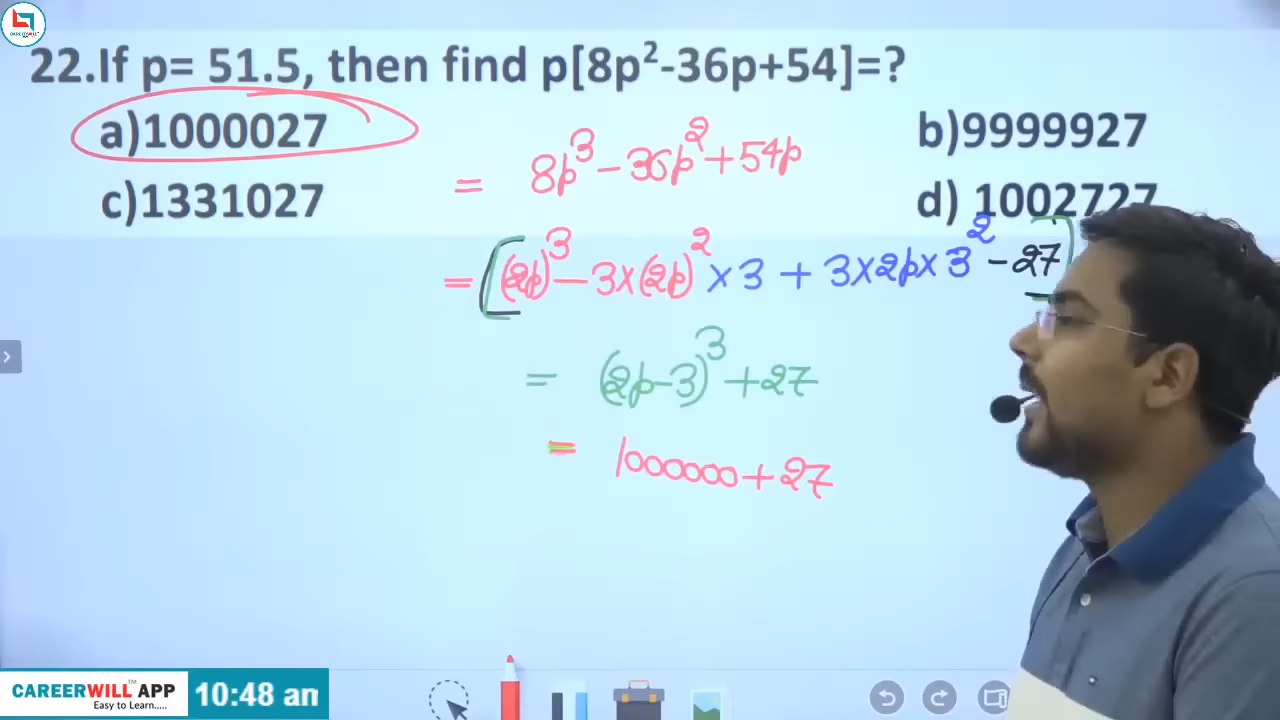 CAREERWILL
22.If p= 51.5, then find p[8p²-36p+54]=?
a)1000027
b)9999927
c)1331027
d) 1002727
= 8p³ - 36p² + 54p
= [(2p)³ - 3×(2p)² × 3 + 3×2p×3² - 27]
= (2p-3)³ + 27
= 1000000 + 27
CAREERWILL™ APP
Easy to Learn.....
10:48 am